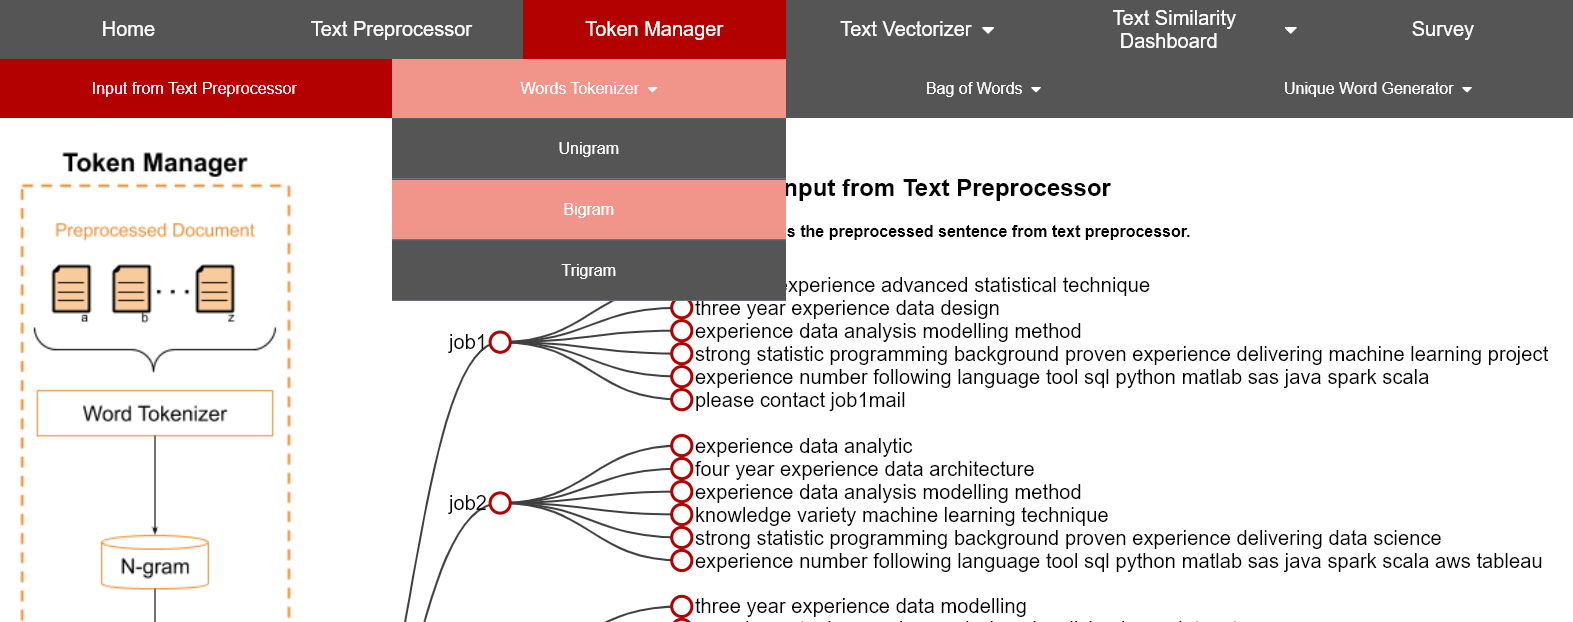 Home
Text Preprocessor
Token Manager
Text Vectorizer
Text Similarity
Dashboard
Survey
Input from Text Preprocessor
Words Tokenizer
Bag of Words
Unique Word Generator
Unigram
Bigram
Trigram
Token Manager
Preprocessed Document
a b z
Word Tokenizer
N-gram
nput from Text Preprocessor
s the preprocessed sentence from text preprocessor.
job1
experience advanced statistical technique
three year experience data design
experience data analysis modelling method
strong statistic programming background proven experience delivering machine learning project
experience number following language tool sql python matlab sas java spark scala
please contact job1mail
job2
experience data analytic
four year experience data architecture
experience data analysis modelling method
knowledge variety machine learning technique
strong statistic programming background proven experience delivering data science
experience number following language tool sql python matlab sas java spark scala aws tableau
three year experience data modelling